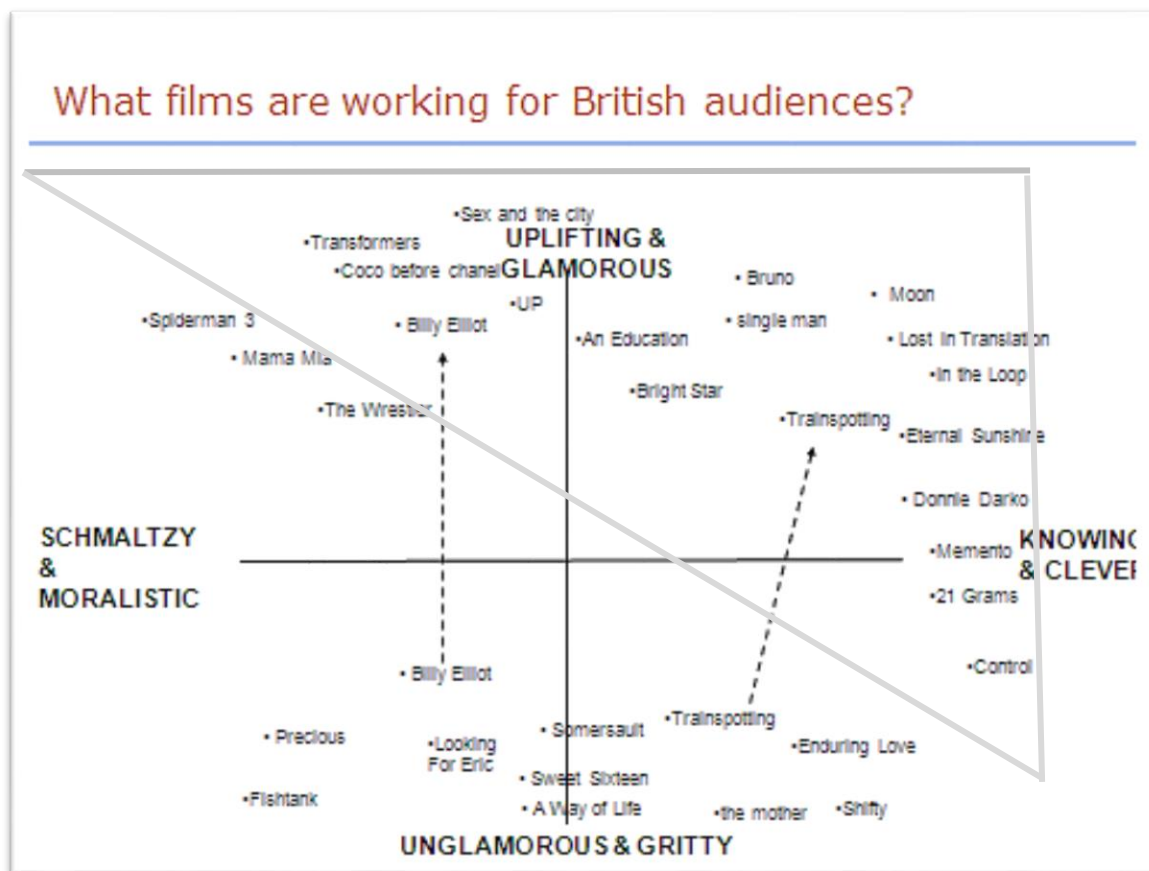 What films are working for British audiences?
•Sex and the city
UPLIFTING &
GLAMOROUS
•Transformers
•Coco before chanel
• Bruno
• Moon
•UP
•Spiderman 3
• Billy Elliot
• single man
•An Education
• Lost in Translation
• Mama Mia
•In the Loop
•Bright Star
•The Wrestler
•Trainspotting
•Eternal Sunshine
• Donnie Darko
SCHMALTZY
&
MORALISTIC
•Memento
KNOWING
& CLEVER
•21 Grams
•Control
• Billy Elliot
•Trainspotting
• Somersault
• Precious
•Looking
For Eric
•Enduring Love
• Sweet Sixteen
•Fishtank
• A Way of Life
•the mother
•Shifty
UNGLAMOROUS & GRITTY